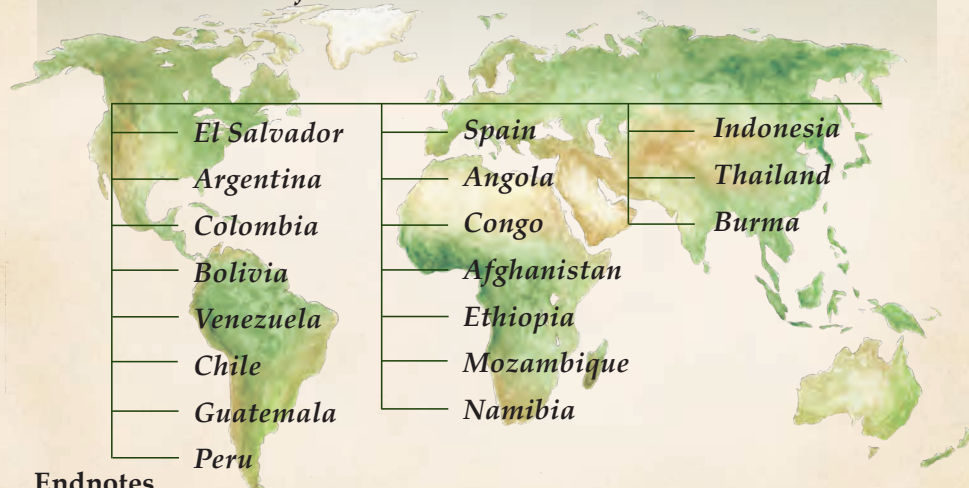 El Salvador
Argentina
Colombia
Bolivia
Venezuela
Chile
Guatemala
Peru
Spain
Angola
Congo
Afghanistan
Ethiopia
Mozambique
Namibia
Indonesia
Thailand
Burma
Endnotes